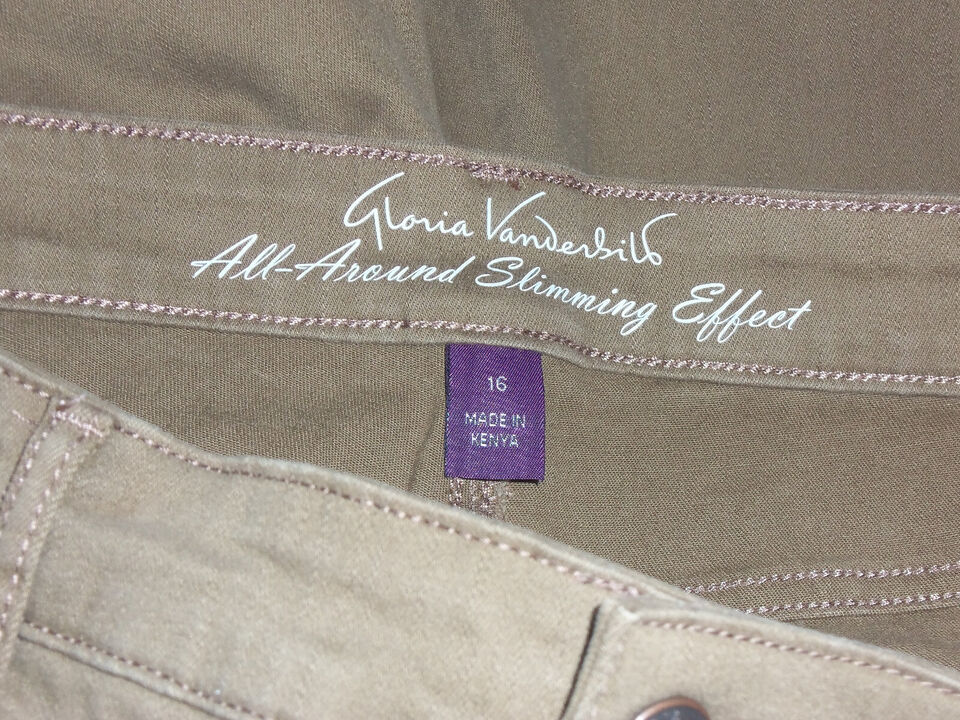 Gloria Vanderbilt
All-Around Slimming Effect
16
MADE IN
KENYA